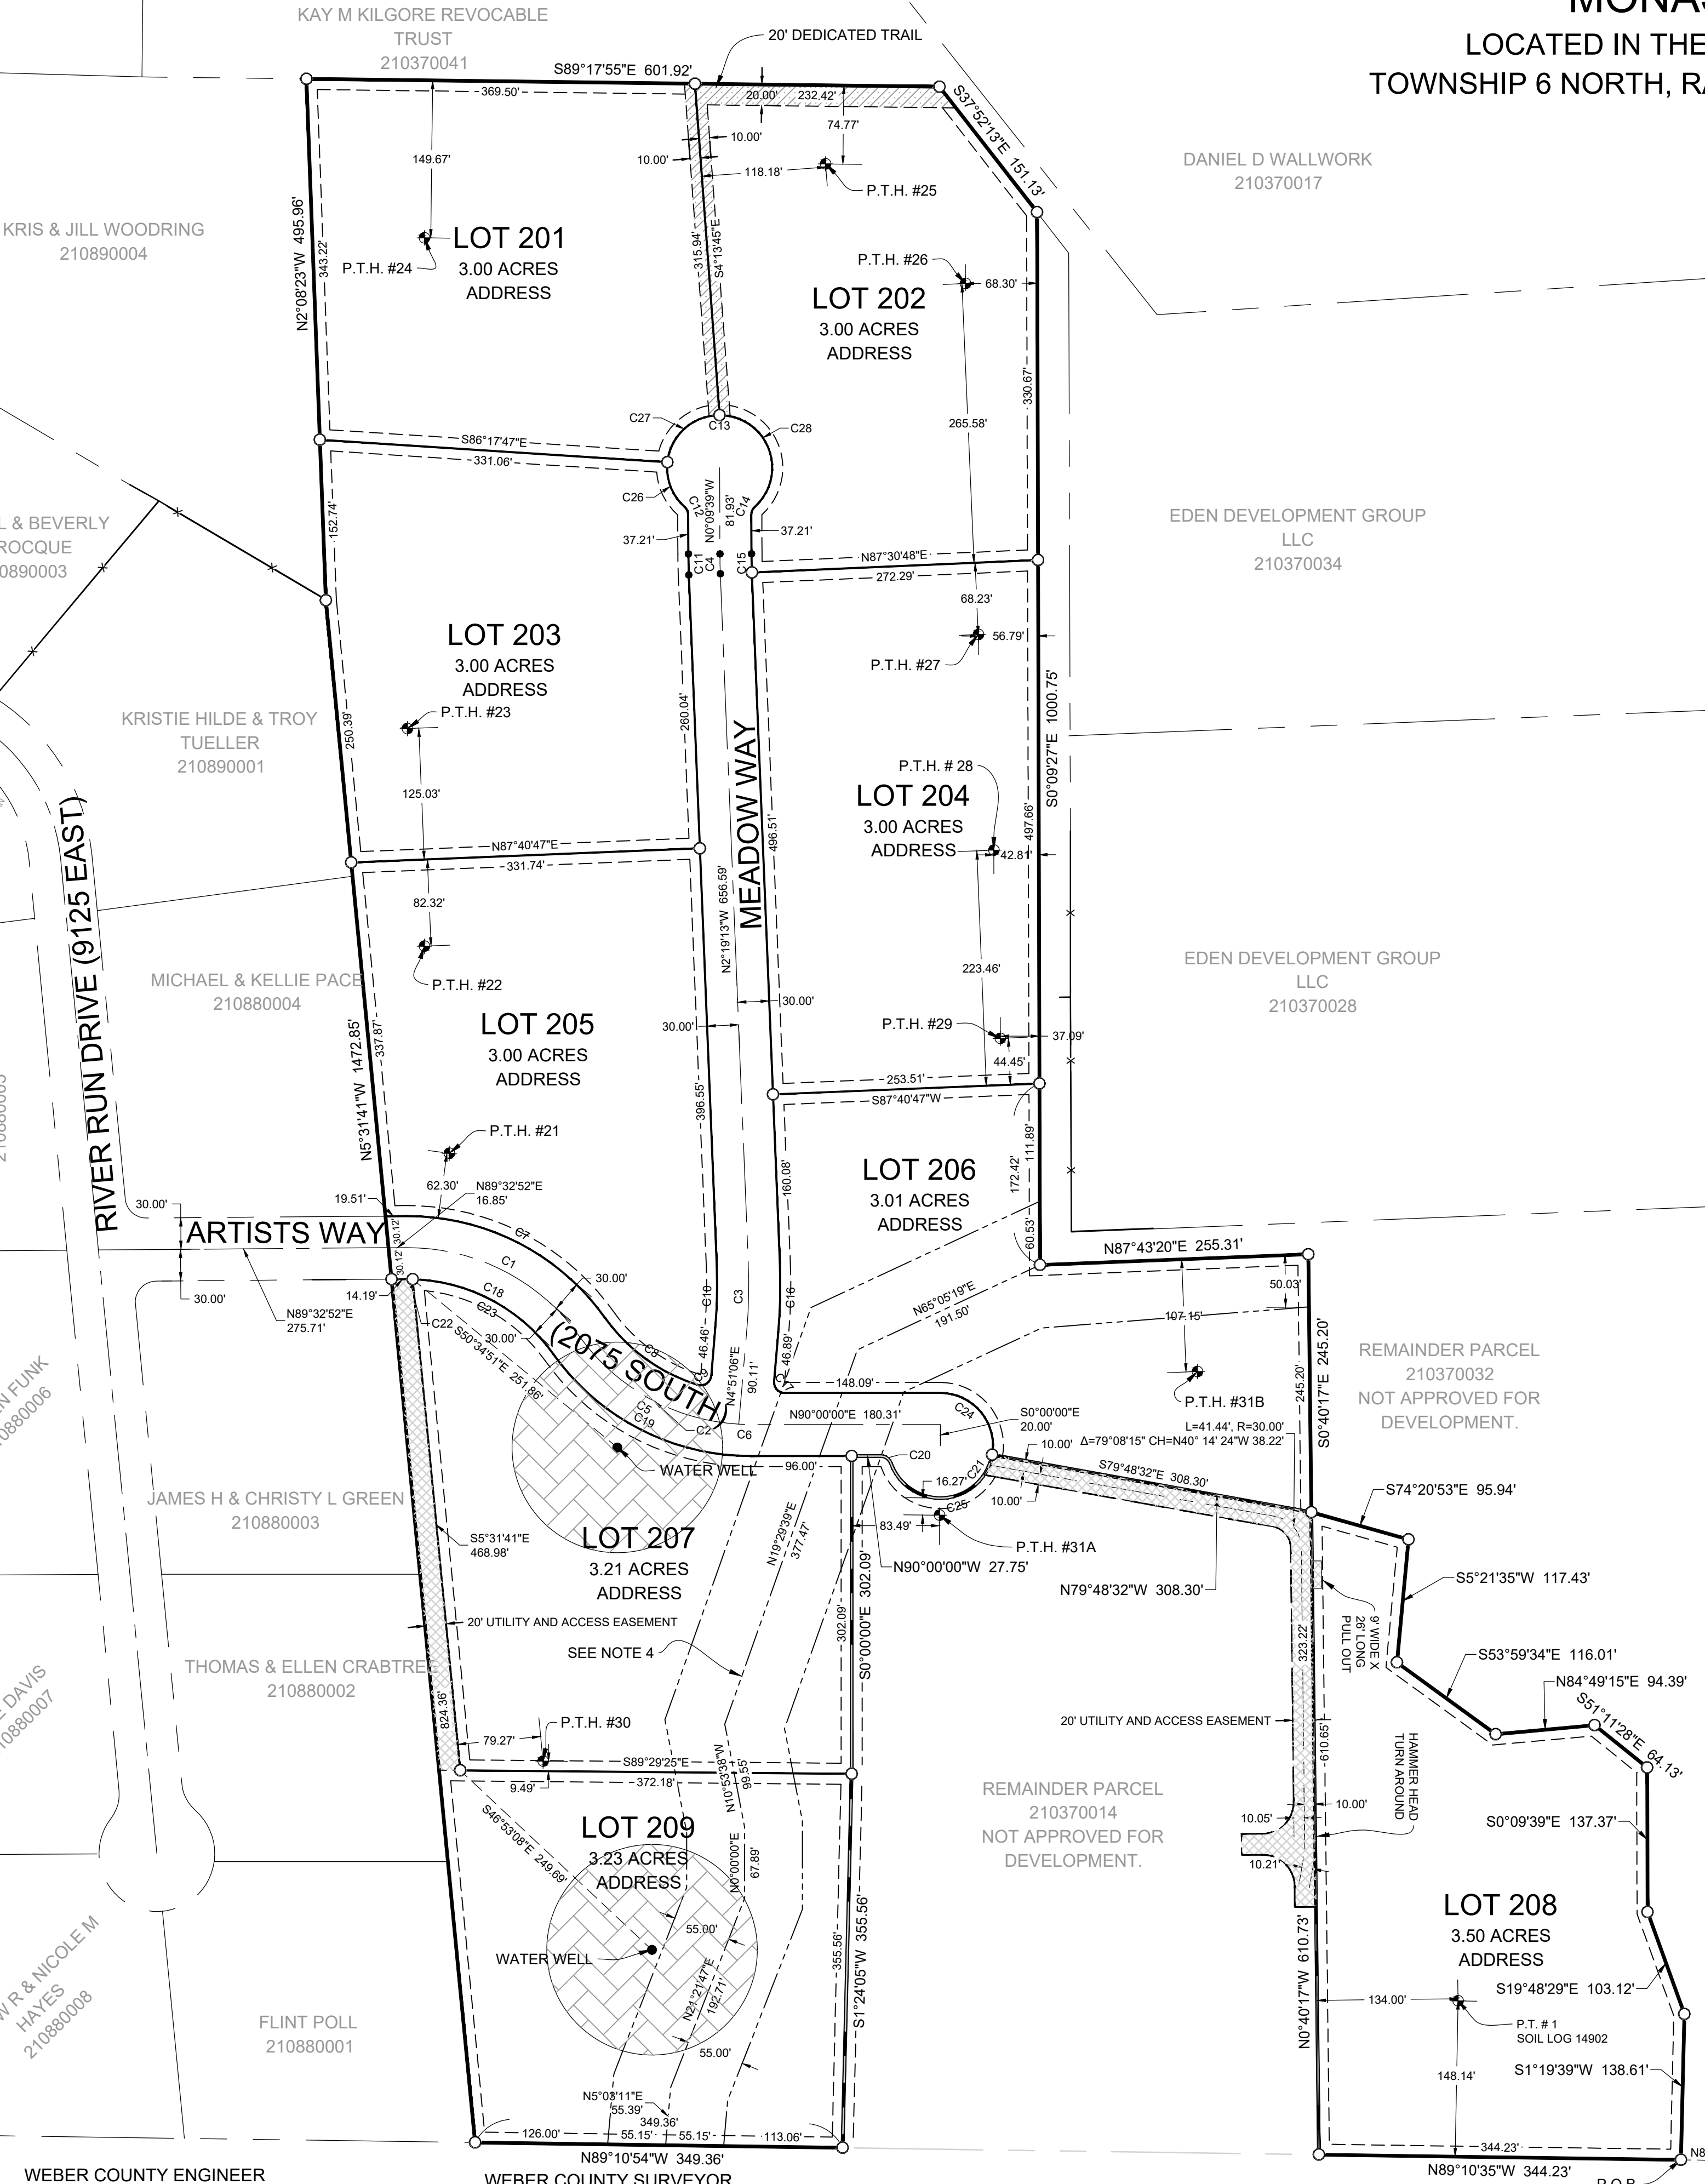 MONAS
LOCATED IN THE
TOWNSHIP 6 NORTH, RA
KAY M KILGORE REVOCABLE
TRUST
210370041
20' DEDICATED TRAIL
S89°17'55"E 601.92'
369.50'
20.00'
232.42'
S37°52'13"E 151.13'
74.77'
10.00'
10.00'
118.18'
P.T.H. #25
DANIEL D WALLWORK
210370017
KRIS & JILL WOODRING
210890004
N2°08'23"W 495.96'
343.22'
149.67'
P.T.H. #24
LOT 201
3.00 ACRES
ADDRESS
315.94'
S4°13'45"E
P.T.H. #26
68.30'
LOT 202
3.00 ACRES
ADDRESS
330.67'
265.58'
C27
C13
C28
S86°17'47"E
331.06'
C26
C12
N0°09'39"W
81.93'
C14
37.21'
37.21'
C11
C4
C15
N87°30'48"E
272.29'
152.74'
L & BEVERLY
ROCQUE
0890003
EDEN DEVELOPMENT GROUP
LLC
210370034
68.23'
56.79'
P.T.H. #27
LOT 203
3.00 ACRES
ADDRESS
P.T.H. #23
KRISTIE HILDE & TROY
TUELLER
210890001
250.39'
260.04'
125.03'
MEADOW WAY
496.51'
S0°09'27"E 1000.75'
P.T.H. # 28
LOT 204
3.00 ACRES
ADDRESS
497.66'
42.81'
N87°40'47"E
331.74'
82.32'
P.T.H. #22
N2°19'13"W 656.59'
RIVER RUN DRIVE (9125 EAST)
MICHAEL & KELLIE PACE
210880004
EDEN DEVELOPMENT GROUP
LLC
210370028
223.46'
30.00'
30.00'
P.T.H. #29
37.09'
44.45'
LOT 205
3.00 ACRES
ADDRESS
N5°31'41"W 1472.85'
337.87'
396.55'
253.51'
S87°40'47"W
P.T.H. #21
62.30'
N89°32'52"E
16.85'
19.51'
30.12'
30.12'
160.08'
LOT 206
3.01 ACRES
ADDRESS
172.42'
111.89'
60.53'
30.00'
ARTISTS WAY
30.00'
N89°32'52"E
275.71'
14.19'
C7
C1
C18
C23
C22
30.00'
30.00'
S50°34'51"E 251.86'
(2075 SOUTH)
C8
C9
C5
C19
C2
C6
C10
C3
C16
46.46'
46.89'
C17
N4°51'06"E
90.11'
N65°05'19"E
191.50'
N87°43'20"E 255.31'
50.03'
107.15'
P.T.H. #31B
S0°40'17"E 245.20'
245.20'
REMAINDER PARCEL
210370032
NOT APPROVED FOR
DEVELOPMENT.
148.09'
N90°00'00"E 180.31'
C24
S0°00'00"E
20.00'
L=41.44', R=30.00'
Δ=79°08'15" CH=N40° 14' 24"W 38.22'
10.00'
S79°48'32"E 308.30'
10.00'
C20
C21
16.27'
C25
83.49'
96.00'
WATER WELL
P.T.H. #31A
N90°00'00"W 27.75'
N79°48'32"W 308.30'
S74°20'53"E 95.94'
S5°21'35"W 117.43'
9' WIDE X
26' LONG
PULL OUT
EN FUNK
10880006
JAMES H & CHRISTY L GREEN
210880003
S5°31'41"E
468.98'
LOT 207
3.21 ACRES
ADDRESS
N19°29'39"E
377.47'
302.09'
S0°00'00"E 302.09'
20' UTILITY AND ACCESS EASEMENT
SEE NOTE 4
323.22'
S53°59'34"E 116.01'
N84°49'15"E 94.39'
S51°11'28"E 64.13'
DAVIS
10880007
THOMAS & ELLEN CRABTREE
210880002
824.36'
P.T.H. #30
79.27'
9.49'
S89°29'25"E
372.18'
N10°53'38"W
99.55'
20' UTILITY AND ACCESS EASEMENT
610.65'
HAMMER HEAD
TURN AROUND
10.05'
10.00'
10.21'
S0°09'39"E 137.37'
REMAINDER PARCEL
210370014
NOT APPROVED FOR
DEVELOPMENT.
S46°53'08"E 249.69'
LOT 209
3.23 ACRES
ADDRESS
N0°00'00"E
67.89'
WATER WELL
55.00'
N21°21'47"E
192.71'
55.00'
355.56'
S1°24'05"W 355.56'
N0°40'17"W 610.73'
LOT 208
3.50 ACRES
ADDRESS
S19°48'29"E 103.12'
134.00'
P.T. # 1
SOIL LOG 14902
148.14'
S1°19'39"W 138.61'
W R & NICOLE M
HAYES
210880008
FLINT POLL
210880001
N5°03'11"E
55.39'
349.36'
126.00'
55.15'
55.15'
113.06'
N89°10'54"W 349.36'
344.23'
N89°10'35"W 344.23'
N8
P.O.B.
WEBER COUNTY ENGINEER
WEBER COUNTY SURVEYOR